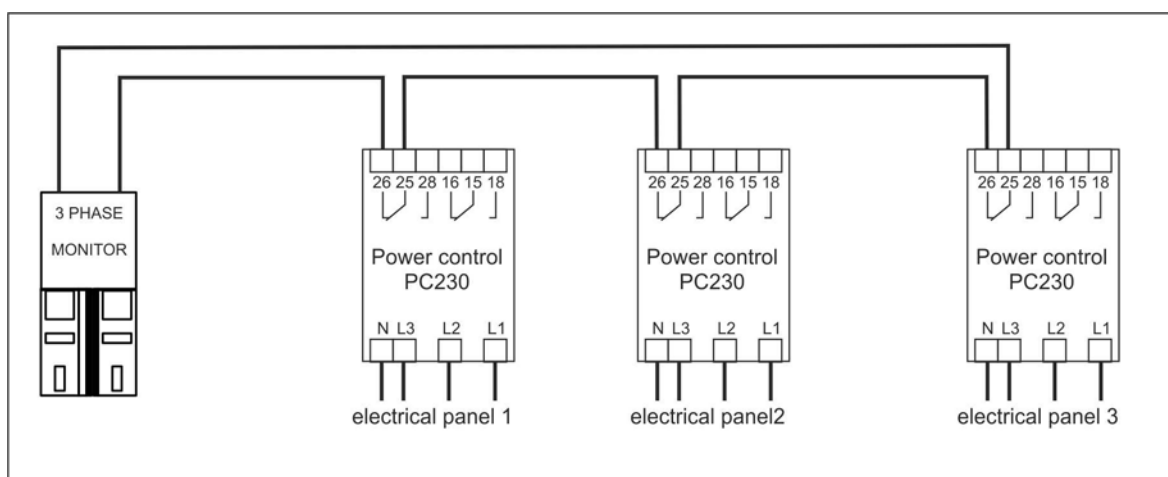 3 PHASE
MONITOR
26 25 28 16 15 18
Power control
PC230
N L3 L2 L1
electrical panel 1
26 25 28 16 15 18
Power control
PC230
N L3 L2 L1
electrical panel2
26 25 28 16 15 18
Power control
PC230
N L3 L2 L1
electrical panel 3